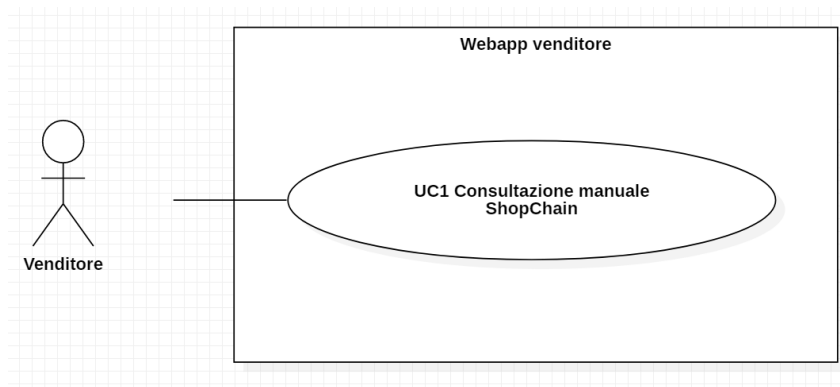 Webapp venditore
UC1 Consultazione manuale
ShopChain
Venditore